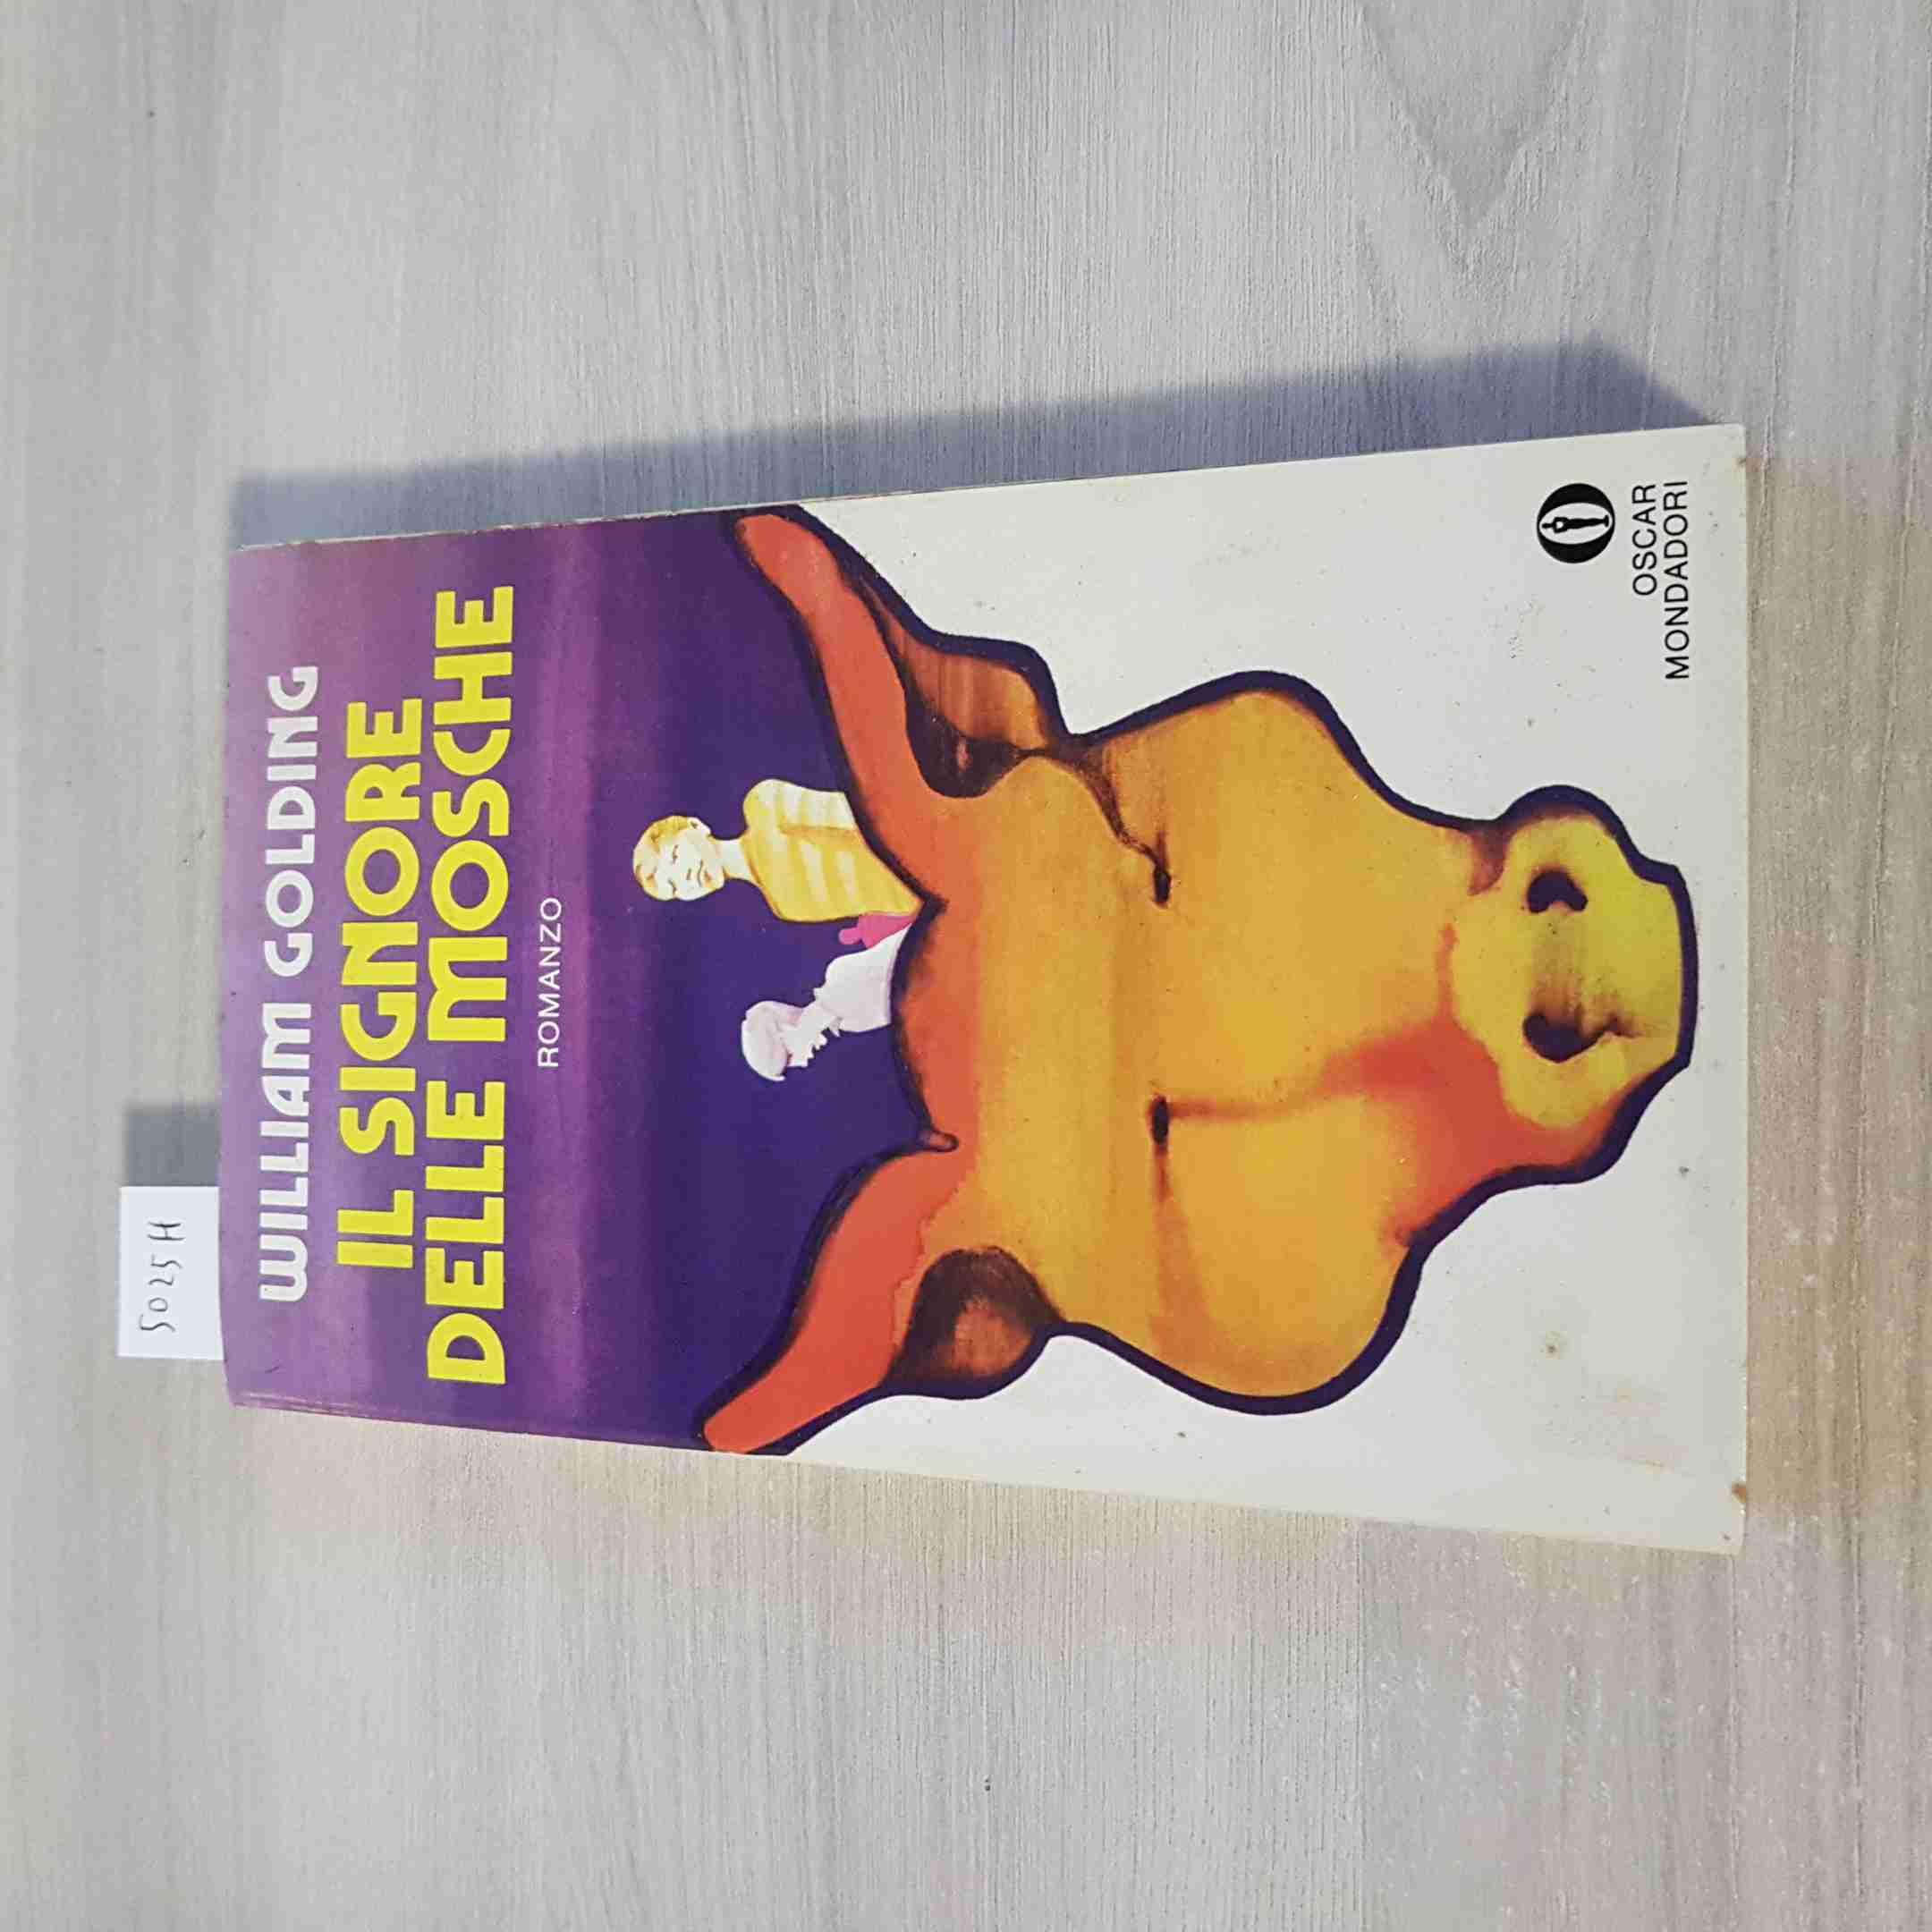 5025H
WILLIAM GOLDING
IL SIGNORE
DELLE MOSCHE
ROMANZO
OSCAR
MONDADORI